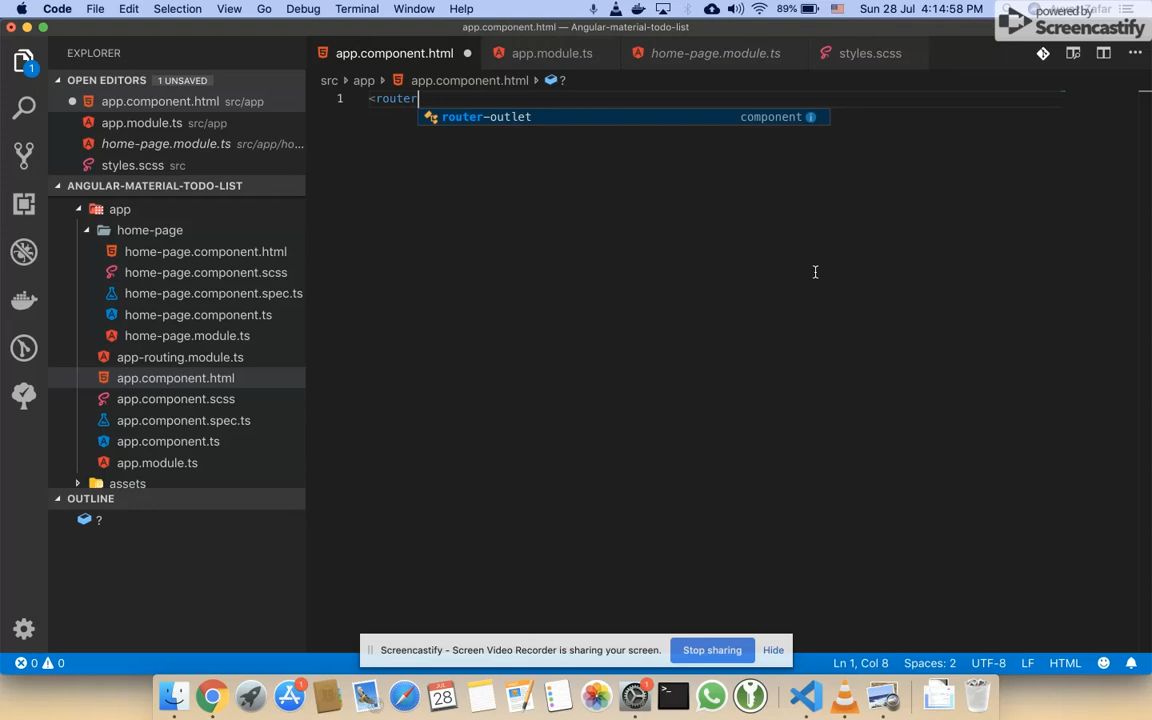 Code File Edit Selection View Go Debug Terminal Window Help 89% Sun 28 Jul 4:14:58 PM
powered by
Screencastify
app.component.html — Angular-material-todo-list
EXPLORER
app.component.html
app.module.ts
home-page.module.ts
styles.scss
OPEN EDITORS 1 UNSAVED
src app app.component.html ?
app.component.html src/app
1 <router
router-outlet component
app.module.ts src/app
home-page.module.ts src/app/ho...
styles.scss src
ANGULAR-MATERIAL-TODO-LIST
app
home-page
home-page.component.html
home-page.component.scss
home-page.component.spec.ts
home-page.component.ts
home-page.module.ts
app-routing.module.ts
app.component.html
app.component.scss
app.component.spec.ts
app.component.ts
app.module.ts
assets
OUTLINE
?
Screencastify - Screen Video Recorder is sharing your screen. Stop sharing Hide
0 0 Ln 1, Col 8 Spaces: 2 UTF-8 LF HTML